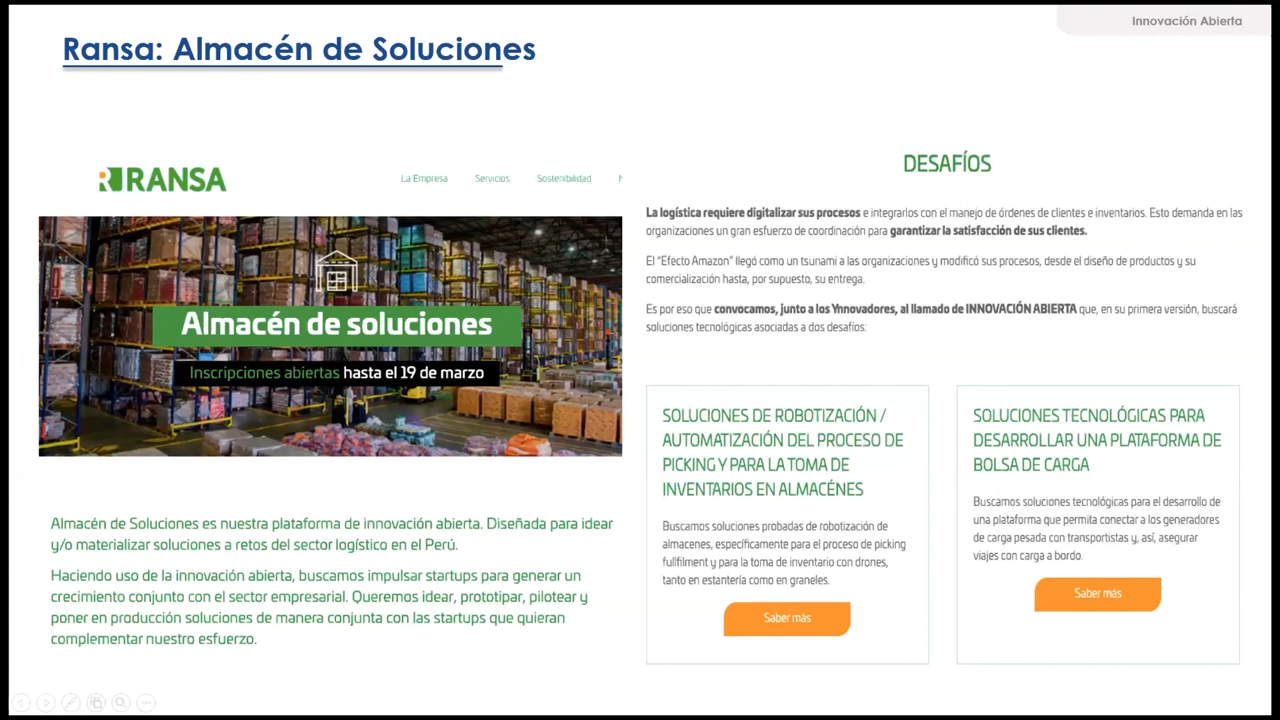 Innovación Abierta
Ransa: Almacén de Soluciones
RANSA
La Empresa Servicios Sostenibilidad
Almacén de soluciones
Inscripciones abiertas hasta el 19 de marzo
Almacén de Soluciones es nuestra plataforma de innovación abierta. Diseñada para idear
y/o materializar soluciones a retos del sector logístico en el Perú.
Haciendo uso de la innovación abierta, buscamos impulsar startups para generar un
crecimiento conjunto con el sector empresarial. Queremos idear, prototipar, pilotear y
poner en producción soluciones de manera conjunta con las startups que quieran
complementar nuestro esfuerzo.
DESAFÍOS
La logística requiere digitalizar sus procesos e integrarlos con el manejo de órdenes de clientes e inventarios. Esto demanda en las
organizaciones un gran esfuerzo de coordinación para garantizar la satisfacción de sus clientes.
El "Efecto Amazon" llegó como un tsunami a las organizaciones y modificó sus procesos, desde el diseño de productos y su
comercialización hasta, por supuesto, su entrega.
Es por eso que convocamos, junto a los Ynnovadores, al llamado de INNOVACIÓN ABIERTA que, en su primera versión, buscará
soluciones tecnológicas asociadas a dos desafíos:
SOLUCIONES DE ROBOTIZACIÓN /
AUTOMATIZACIÓN DEL PROCESO DE
PICKING Y PARA LA TOMA DE
INVENTARIOS EN ALMACÉNES
Buscamos soluciones probadas de robotización de
almacenes, específicamente para el proceso de picking
fullfilment y para la toma de inventario con drones,
tanto en estantería como en graneles.
Saber más
SOLUCIONES TECNOLÓGICAS PARA
DESARROLLAR UNA PLATAFORMA DE
BOLSA DE CARGA
Buscamos soluciones tecnológicas para el desarrollo de
una plataforma que permita conectar a los generadores
de carga pesada con transportistas y, así, asegurar
viajes con carga a bordo.
Saber más